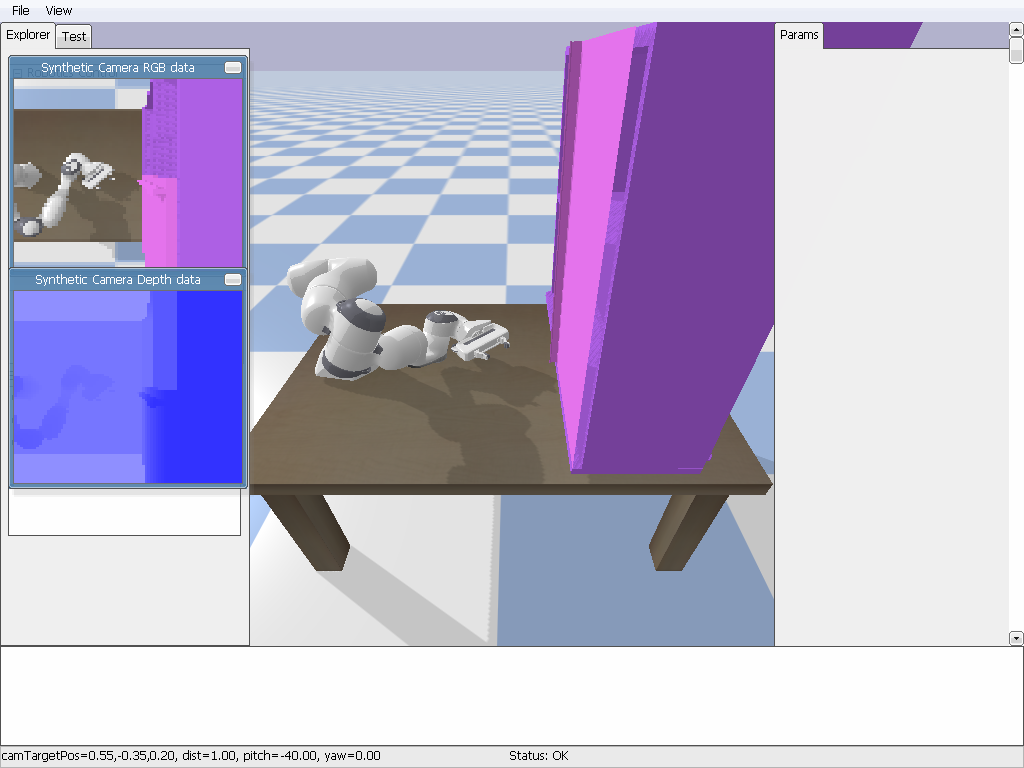 File View
Explorer Test
Params
Synthetic Camera RGB data
Synthetic Camera Depth data
camTargetPos=0.55,-0.35,0.20, dist=1.00, pitch=-40.00, yaw=0.00
Status: OK